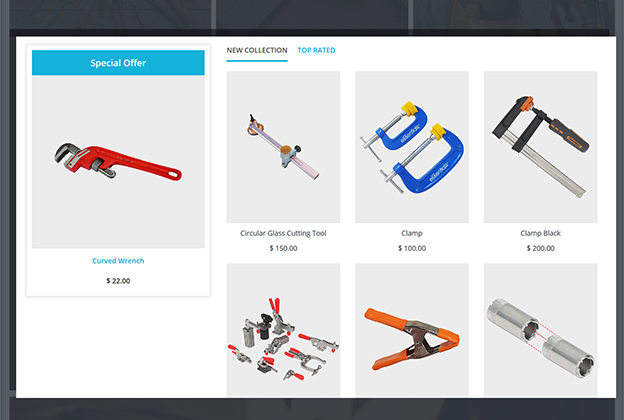 Special Offer
Curved Wrench
$ 22.00
NEW COLLECTION
TOP RATED
Circular Glass Cutting Tool
$ 150.00
Clamp
$ 100.00
Clamp Black
$ 200.00